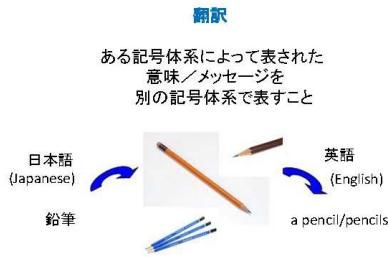 翻訳
ある記号体系によって表された
意味／メッセージを
別の記号体系で表すこと
日本語
(Japanese)
鉛筆
英語
(English)
a pencil/pencils